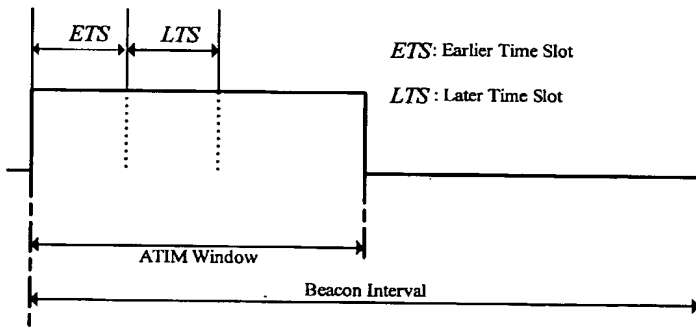 ETS LTS
ETS: Earlier Time Slot
LTS : Later Time Slot
ATIM Window
Beacon Interval